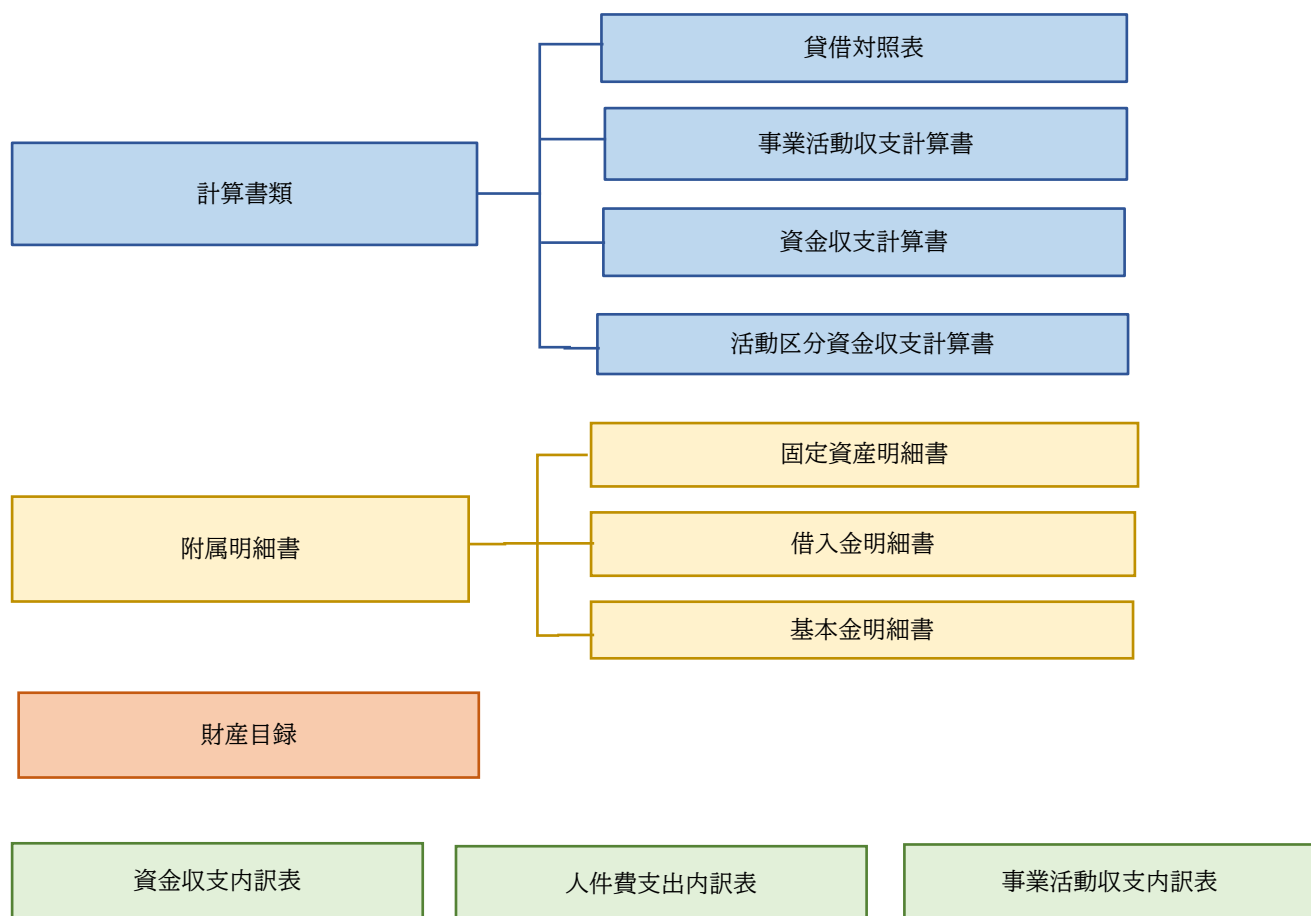 計算書類
貸借対照表
事業活動収支計算書
資金収支計算書
活動区分資金収支計算書
附属明細書
固定資産明細書
借入金明細書
基本金明細書
財産目録
資金収支内訳表
人件費支出内訳表
事業活動収支内訳表